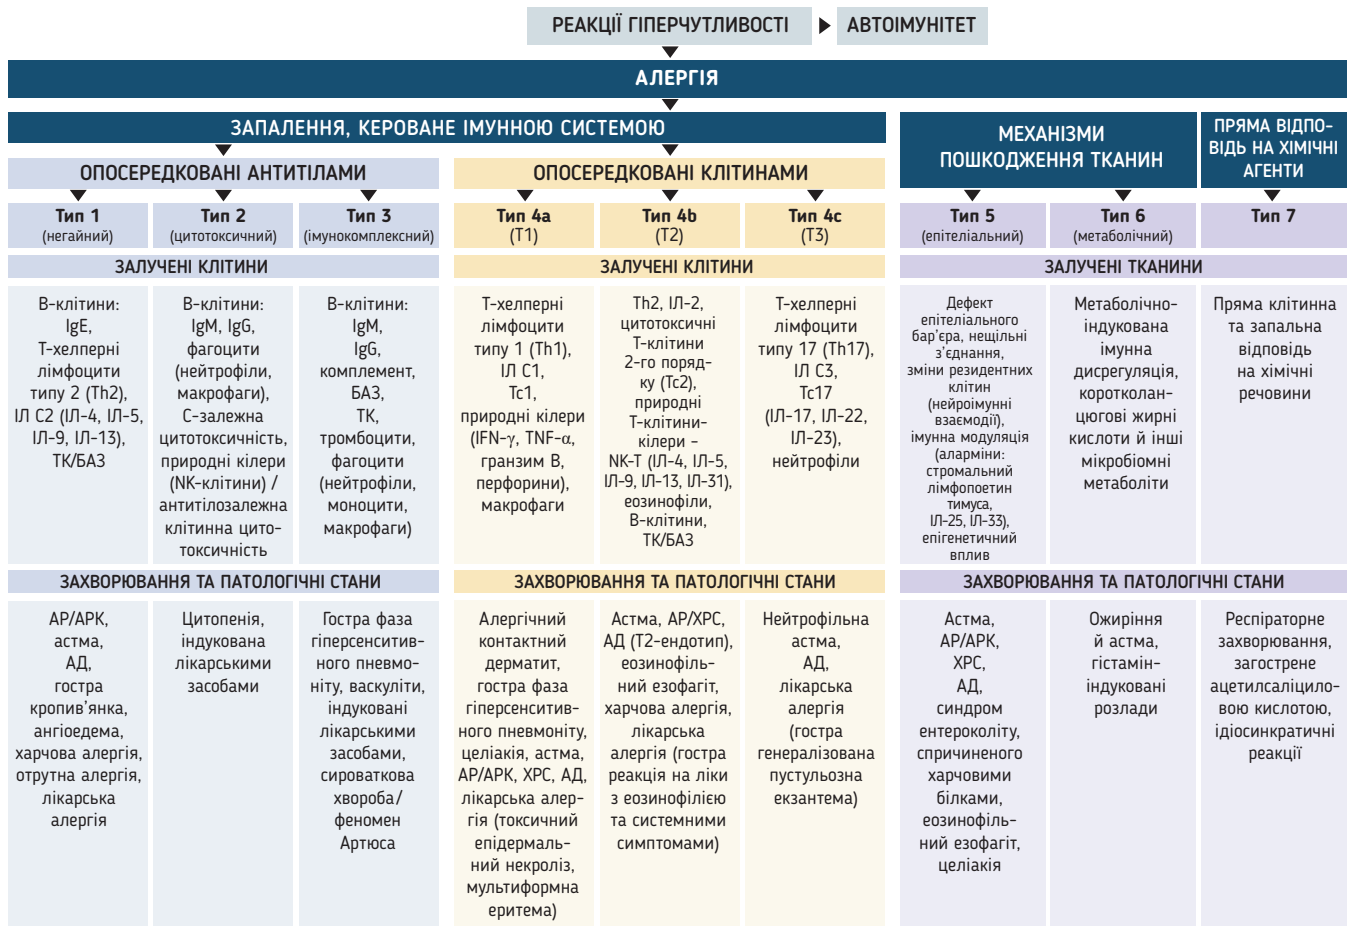 РЕАКЦІЇ ГІПЕРЧУТЛИВОСТІ
АВТОІМУНІТЕТ
АЛЕРГІЯ
ЗАПАЛЕННЯ, КЕРОВАНЕ ІМУННОЮ СИСТЕМОЮ
МЕХАНІЗМИ
ПОШКОДЖЕННЯ ТКАНИН
ПРЯМА ВІДПО-
ВІДЬ НА ХІМІЧНІ
АГЕНТИ
ОПОСЕРЕДКОВАНІ АНТИТІЛАМИ
ОПОСЕРЕДКОВАНІ КЛІТИНАМИ
Тип 1
(негайний)
Тип 2
(цитотоксичний)
Тип 3
(імунокомплексний)
Тип 4a
(T1)
Тип 4b
(T2)
Тип 4c
(T3)
Тип 5
(епітеліальний)
Тип 6
(метаболічний)
Тип 7
ЗАЛУЧЕНІ КЛІТИНИ
ЗАЛУЧЕНІ КЛІТИНИ
ЗАЛУЧЕНІ ТКАНИНИ
В-клітини:
IgE,
Т-хелперні
лімфоцити
типу 2 (Th2),
ІЛ С2 (ІЛ-4, ІЛ-5,
ІЛ-9, ІЛ-13),
ТК/БАЗ
В-клітини:
IgM, IgG,
фагоцити
(нейтрофіли,
макрофаги),
С-залежна
цитотоксичність,
природні кілери
(NK-клітини) /
антитілозалежна
клітинна цито-
токсичність
В-клітини:
IgM,
IgG,
комплемент,
БАЗ,
ТК,
тромбоцити,
фагоцити
(нейтрофіли,
моноцити,
макрофаги)
Т-хелперні
лімфоцити
типу 1 (Th1),
ІЛ С1,
Tc1,
природні кілери
(IFN-γ, TNF-α,
гранзим В,
перфорини),
макрофаги
Th2, ІЛ-2,
цитотоксичні
Т-клітини
2-го поряд-
ку (Tc2),
природні
Т-клітини-
кілери –
NK-T (ІЛ-4, ІЛ-5,
ІЛ-9, ІЛ-13, ІЛ-31),
еозинофіли,
В-клітини,
ТК/БАЗ
Т-хелперні
лімфоцити
типу 17 (Th17),
ІЛ С3,
Tc17
(ІЛ-17, ІЛ-22,
ІЛ-23),
нейтрофіли
Дефект
епітеліального
бар'єра, нещільні
з'єднання,
зміни резидентних
клітин
(нейроімунні
взаємодії),
імунна модуляція
(аларміни:
стромальний
лімфопоетин
тимуса,
ІЛ-25, ІЛ-33),
епігенетичний
вплив
Метаболічно-
індукована
імунна
дисрегуляція,
коротколан-
цюгові жирні
кислоти й інші
мікробіомні
метаболіти
Пряма клітинна
та запальна
відповідь
на хімічні
речовини
ЗАХВОРЮВАННЯ ТА ПАТОЛОГІЧНІ СТАНИ
ЗАХВОРЮВАННЯ ТА ПАТОЛОГІЧНІ СТАНИ
ЗАХВОРЮВАННЯ ТА ПАТОЛОГІЧНІ СТАНИ
АР/АРК,
астма,
АД,
гостра
кропив'янка,
ангіоедема,
харчова алергія,
отрутна алергія,
лікарська
алергія
Цитопенія,
індукована
лікарськими
засобами
Гостра фаза
гіперсенситив-
ного пневмо-
ніту, васкуліти,
індуковані
лікарськими
засобами,
сироваткова
хвороба/
феномен
Артюса
Алергічний
контактний
дерматит,
гостра фаза
гіперсенситив-
ного пневмоніту,
целіакія, астма,
АР/АРК, ХРС, АД,
лікарська алер-
гія (токсичний
епідермаль-
ний некроліз,
мультиформна
еритема)
Астма, АР/ХРС,
АД (Т2-ендотип),
еозинофіль-
ний езофагіт,
харчова алергія,
лікарська
алергія (гостра
реакція на ліки
з еозинофілією
та системними
симптомами)
Нейтрофільна
астма,
АД,
лікарська
алергія
(гостра
генералізована
пустульозна
екзантема)
Астма,
АР/АРК,
ХРС,
АД,
синдром
ентероколіту,
спричиненого
харчовими
білками,
еозинофіль-
ний езофагіт,
целіакія
Ожиріння
й астма,
гістамін-
індуковані
розлади
Респіраторне
захворювання,
загострене
ацетилсаліцило-
вою кислотою,
ідіосинкратичні
реакції